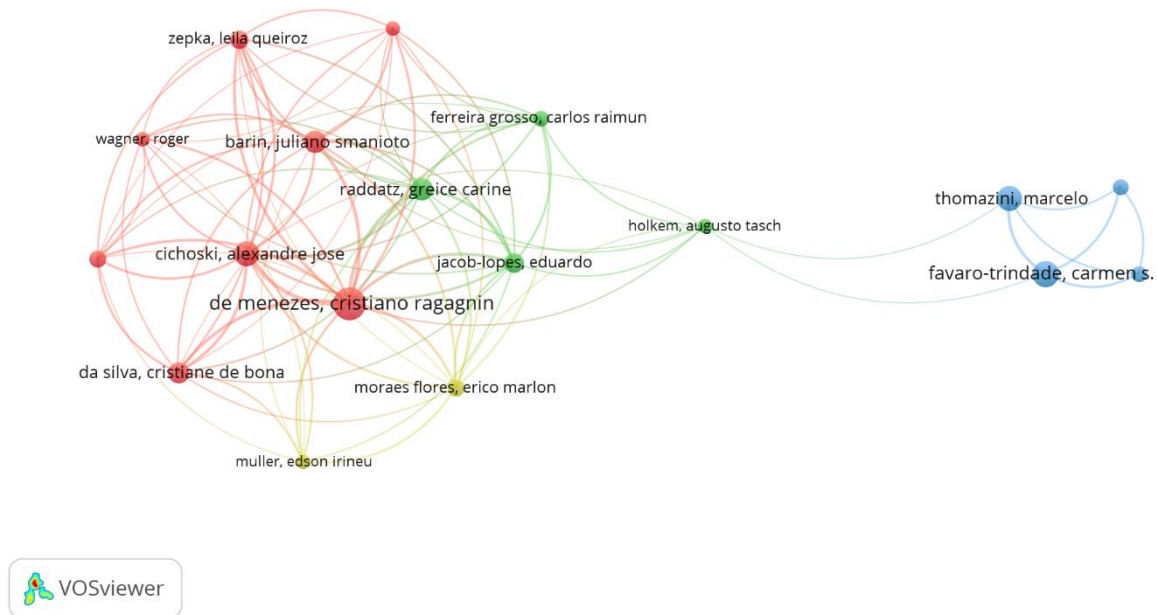 zepka, leila queiroz
ferreira grosso, carlos raimun
wagner, roger
barin, juliano smanioto
raddatz, greice carine
thomazini, marcelo
holkem, augusto tasch
cichoski, alexandre jose
jacob-lopes, eduardo
favaro-trindade, carmen s.
de menezes, cristiano ragagnin
da silva, cristiane de bona
moraes flores, erico marlon
muller, edson irineu
VOSviewer